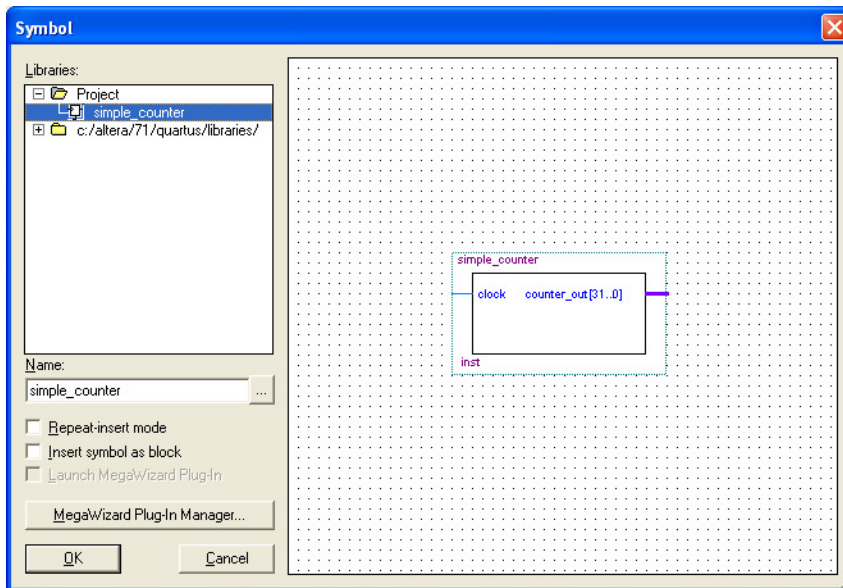 Symbol
Libraries:
Project
simple_counter
c:/altera/71/quartus/libraries/
Name:
simple_counter
...
Repeat-insert mode
Insert symbol as block
Launch MegaWizard Plug-In
MegaWizard Plug-In Manager...
OK
Cancel
simple_counter
clock counter_out[31..0]
inst